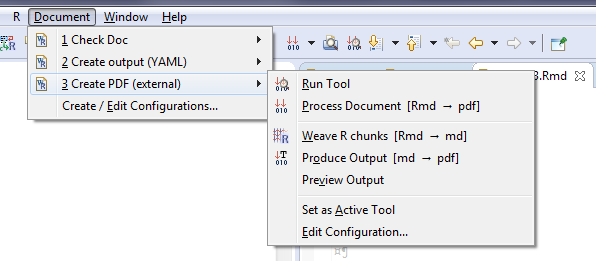 R Document Window Help
1 Check Doc
2 Create output (YAML)
3 Create PDF (external)
Create / Edit Configurations...
3.Rmd
Run Tool
Process Document [Rmd → pdf]
Weave R chunks [Rmd → md]
Produce Output [md → pdf]
Preview Output
Set as Active Tool
Edit Configuration...